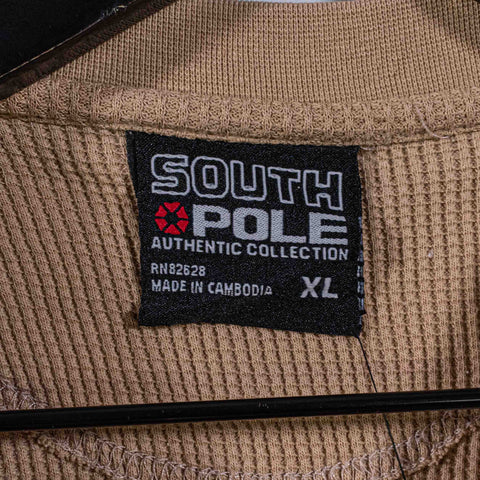 SOUTH
POLE
AUTHENTIC COLLECTION
RN82628
MADE IN CAMBODIA XL